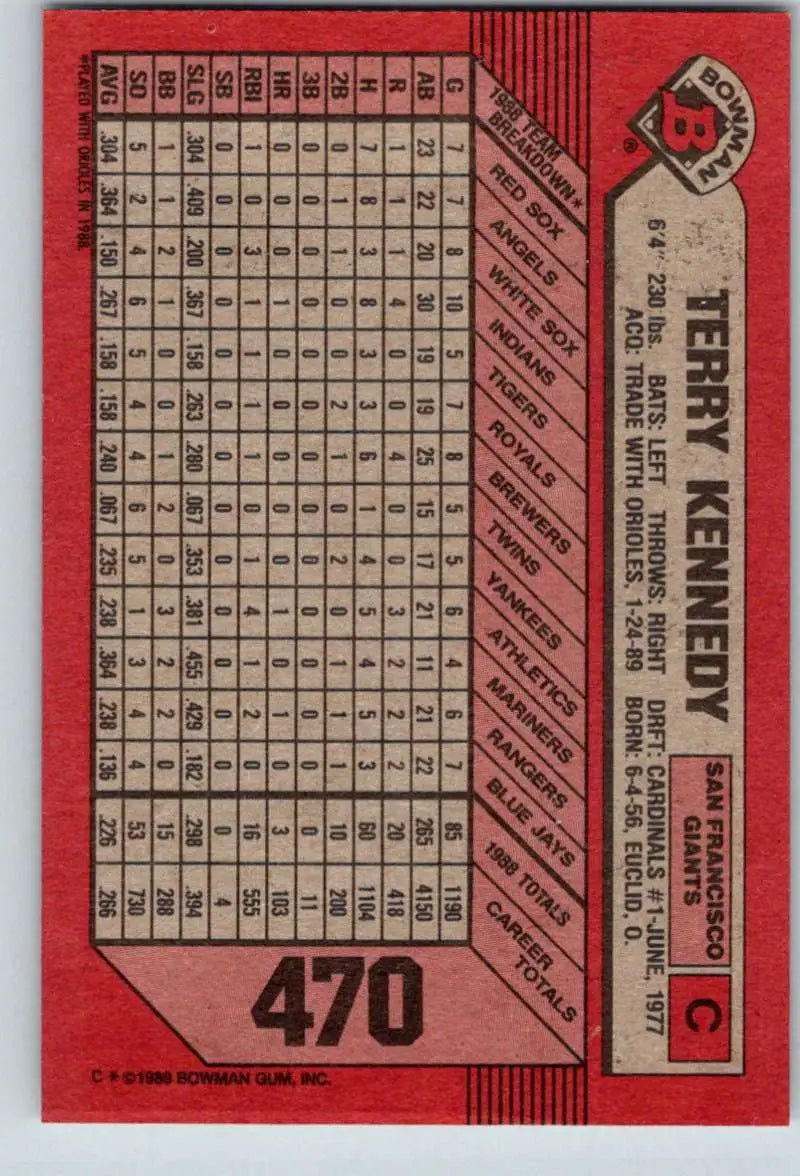 BOWMAN
B
®
TERRY KENNEDY
SAN FRANCISCO
GIANTS
C
6'4" 230 lbs. BATS: LEFT THROWS: RIGHT DRFT: CARDINALS #1-JUNE, 1977
ACQ: TRADE WITH ORIOLES, 1-24-89 BORN: 6-4-56, EUCLID, O.
1988 TEAM
BREAKDOWN*
RED SOX
ANGELS
WHITE SOX
INDIANS
TIGERS
ROYALS
BREWERS
TWINS
YANKEES
ATHLETICS
MARINERS
RANGERS
BLUE JAYS
1988 TOTALS
CAREER
TOTALS
G 7 7 8 10 5 7 8 5 5 6 4 6 7 85 1190
AB 23 22 20 30 19 19 25 15 17 21 11 21 22 265 4150
R 1 1 1 4 0 0 4 0 0 3 2 2 2 20 418
H 7 8 3 8 3 3 6 1 4 5 4 5 3 60 1104
2B 0 1 1 0 0 2 1 0 2 0 1 1 1 10 200
3B 0 0 0 0 0 0 0 0 0 0 0 0 0 0 11
HR 0 0 0 1 0 0 0 0 0 1 0 1 0 3 103
RBI 1 0 3 1 1 1 1 0 1 4 1 2 0 16 555
SB 0 0 0 0 0 0 0 0 0 0 0 0 0 0 4
SLG .304 .409 .200 .367 .158 .263 .280 .067 .353 .381 .455 .429 .182 .298 .394
BB 1 1 2 1 0 0 1 2 0 3 2 2 0 15 288
SO 5 2 4 6 5 4 4 6 5 1 3 4 4 53 730
AVG .304 .364 .150 .267 .158 .158 .240 .067 .235 .238 .364 .238 .136 .226 .266
*PLAYED WITH ORIOLES IN 1988.
470
C * ©1989 BOWMAN GUM, INC.